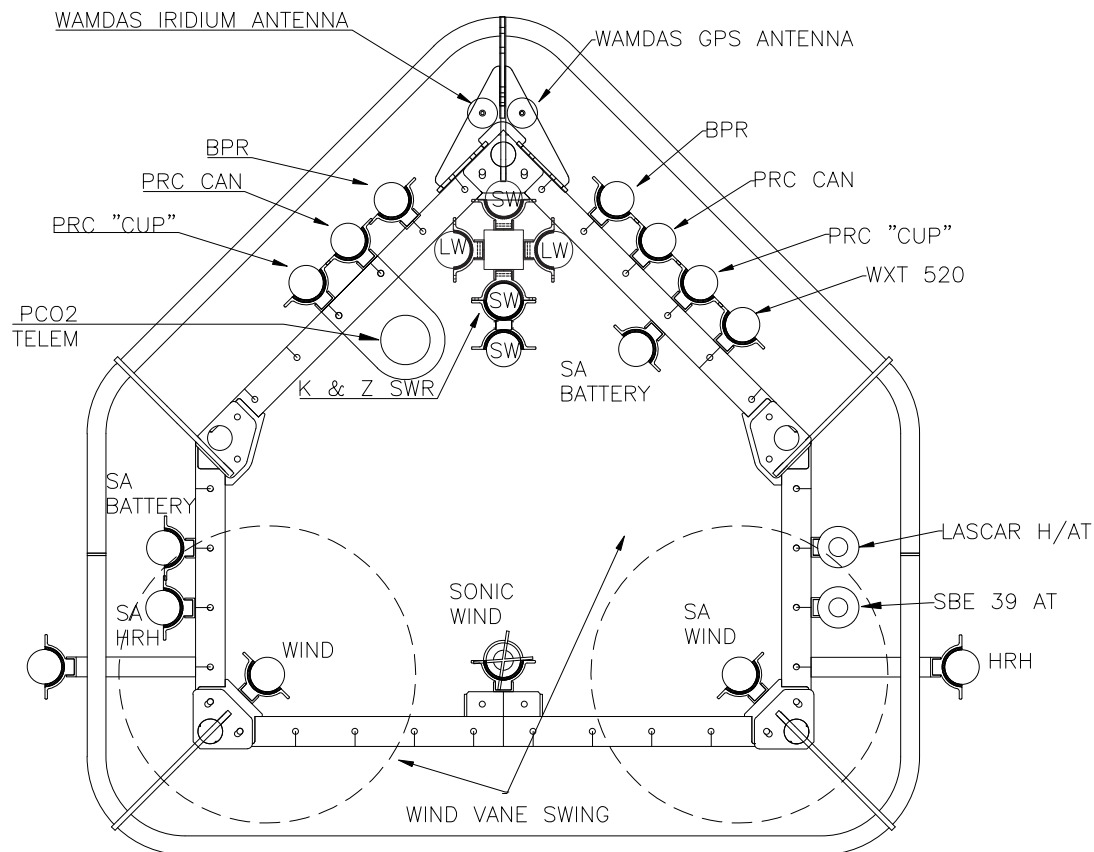 WAMDAS IRIDIUM ANTENNA
WAMDAS GPS ANTENNA
BPR
BPR
PRC CAN
PRC CAN
PRC "CUP"
PRC "CUP"
SW
LW
LW
WXT 520
SW
PCO2
TELEM
SW
K & Z SWR
SA
BATTERY
SA
BATTERY
LASCAR H/AT
SONIC
WIND
SA
HRH
SA
WIND
SBE 39 AT
WIND
HRH
WIND VANE SWING